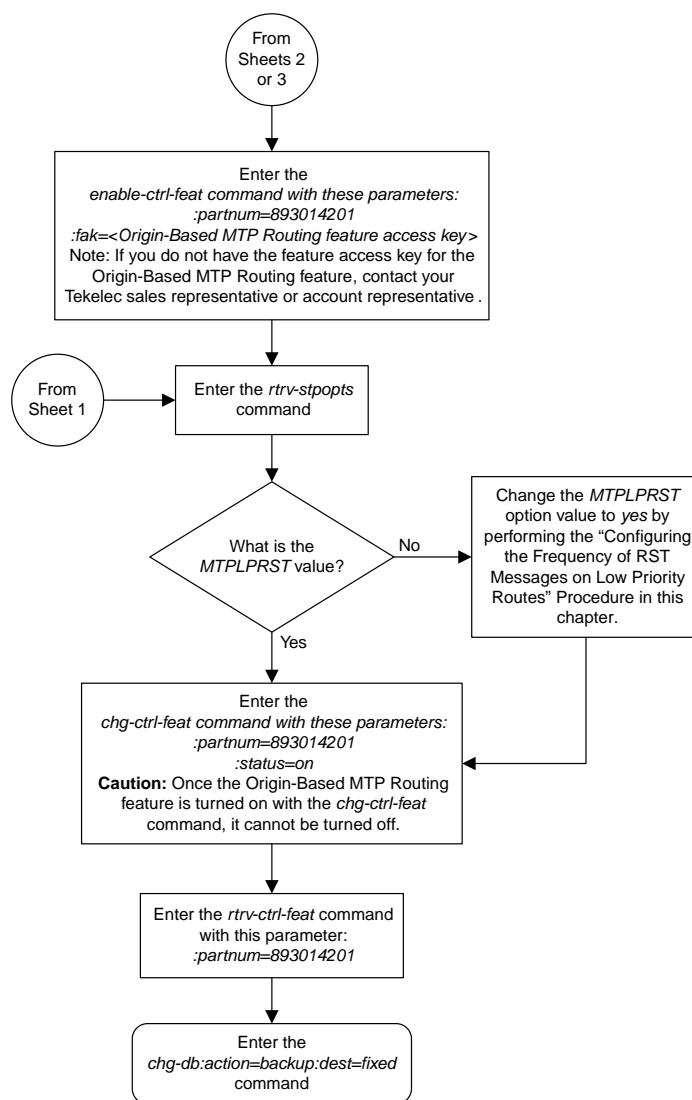 From
Sheets 2
or 3
Enter the
enable-ctrl-feat command with these parameters:
:partnum=893014201
:fak=<Origin-Based MTP Routing feature access key>
Note: If you do not have the feature access key for the
Origin-Based MTP Routing feature, contact your
Tekelec sales representative or account representative .
From
Sheet 1
Enter the rtrv-stpopts
command
What is the
MTPLPRST value?
No
Change the MTPLPRST
option value to yes by
performing the “Configuring
the Frequency of RST
Messages on Low Priority
Routes” Procedure in this
chapter.
Yes
Enter the
chg-ctrl-feat command with these parameters:
:partnum=893014201
:status=on
Caution: Once the Origin-Based MTP Routing
feature is turned on with the chg-ctrl-feat
command, it cannot be turned off.
Enter the rtrv-ctrl-feat command
with this parameter:
:partnum=893014201
Enter the
chg-db:action=backup:dest=fixed
command